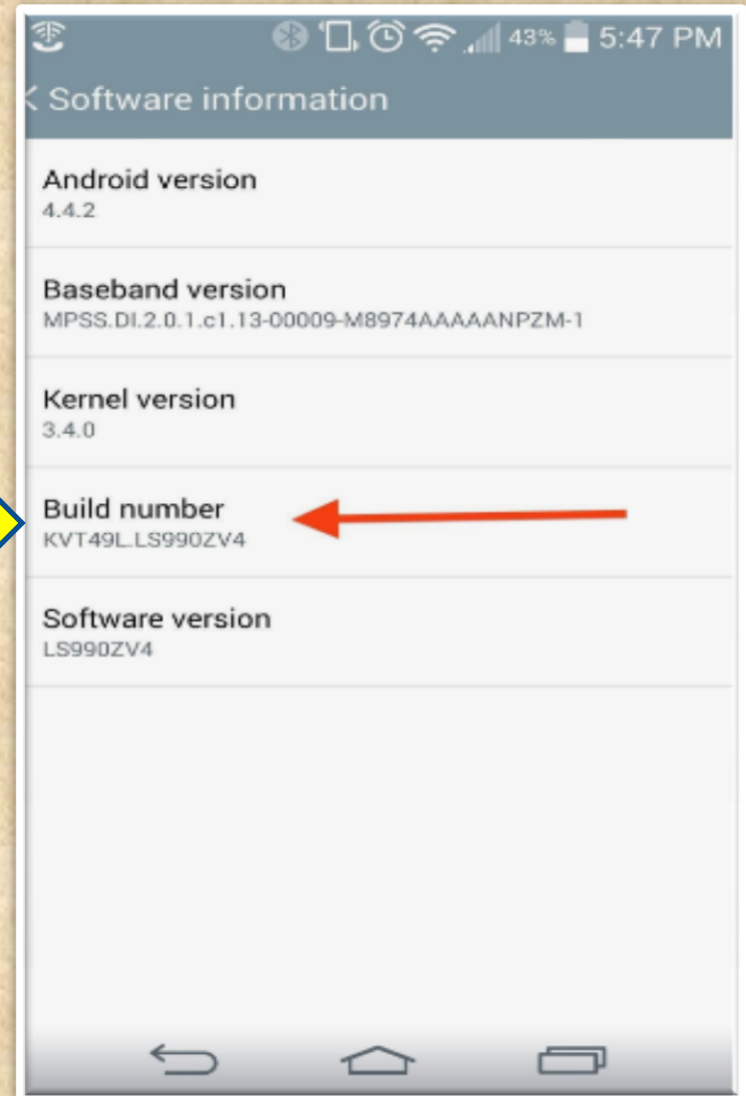 43% 5:47 PM
Software information
Android version
4.4.2
Baseband version
MPSS.DI.2.0.1.c1.13-00009-M8974AAAAANPZM-1
Kernel version
3.4.0
Build number
KVT49L.LS990ZV4
Software version
LS990ZV4